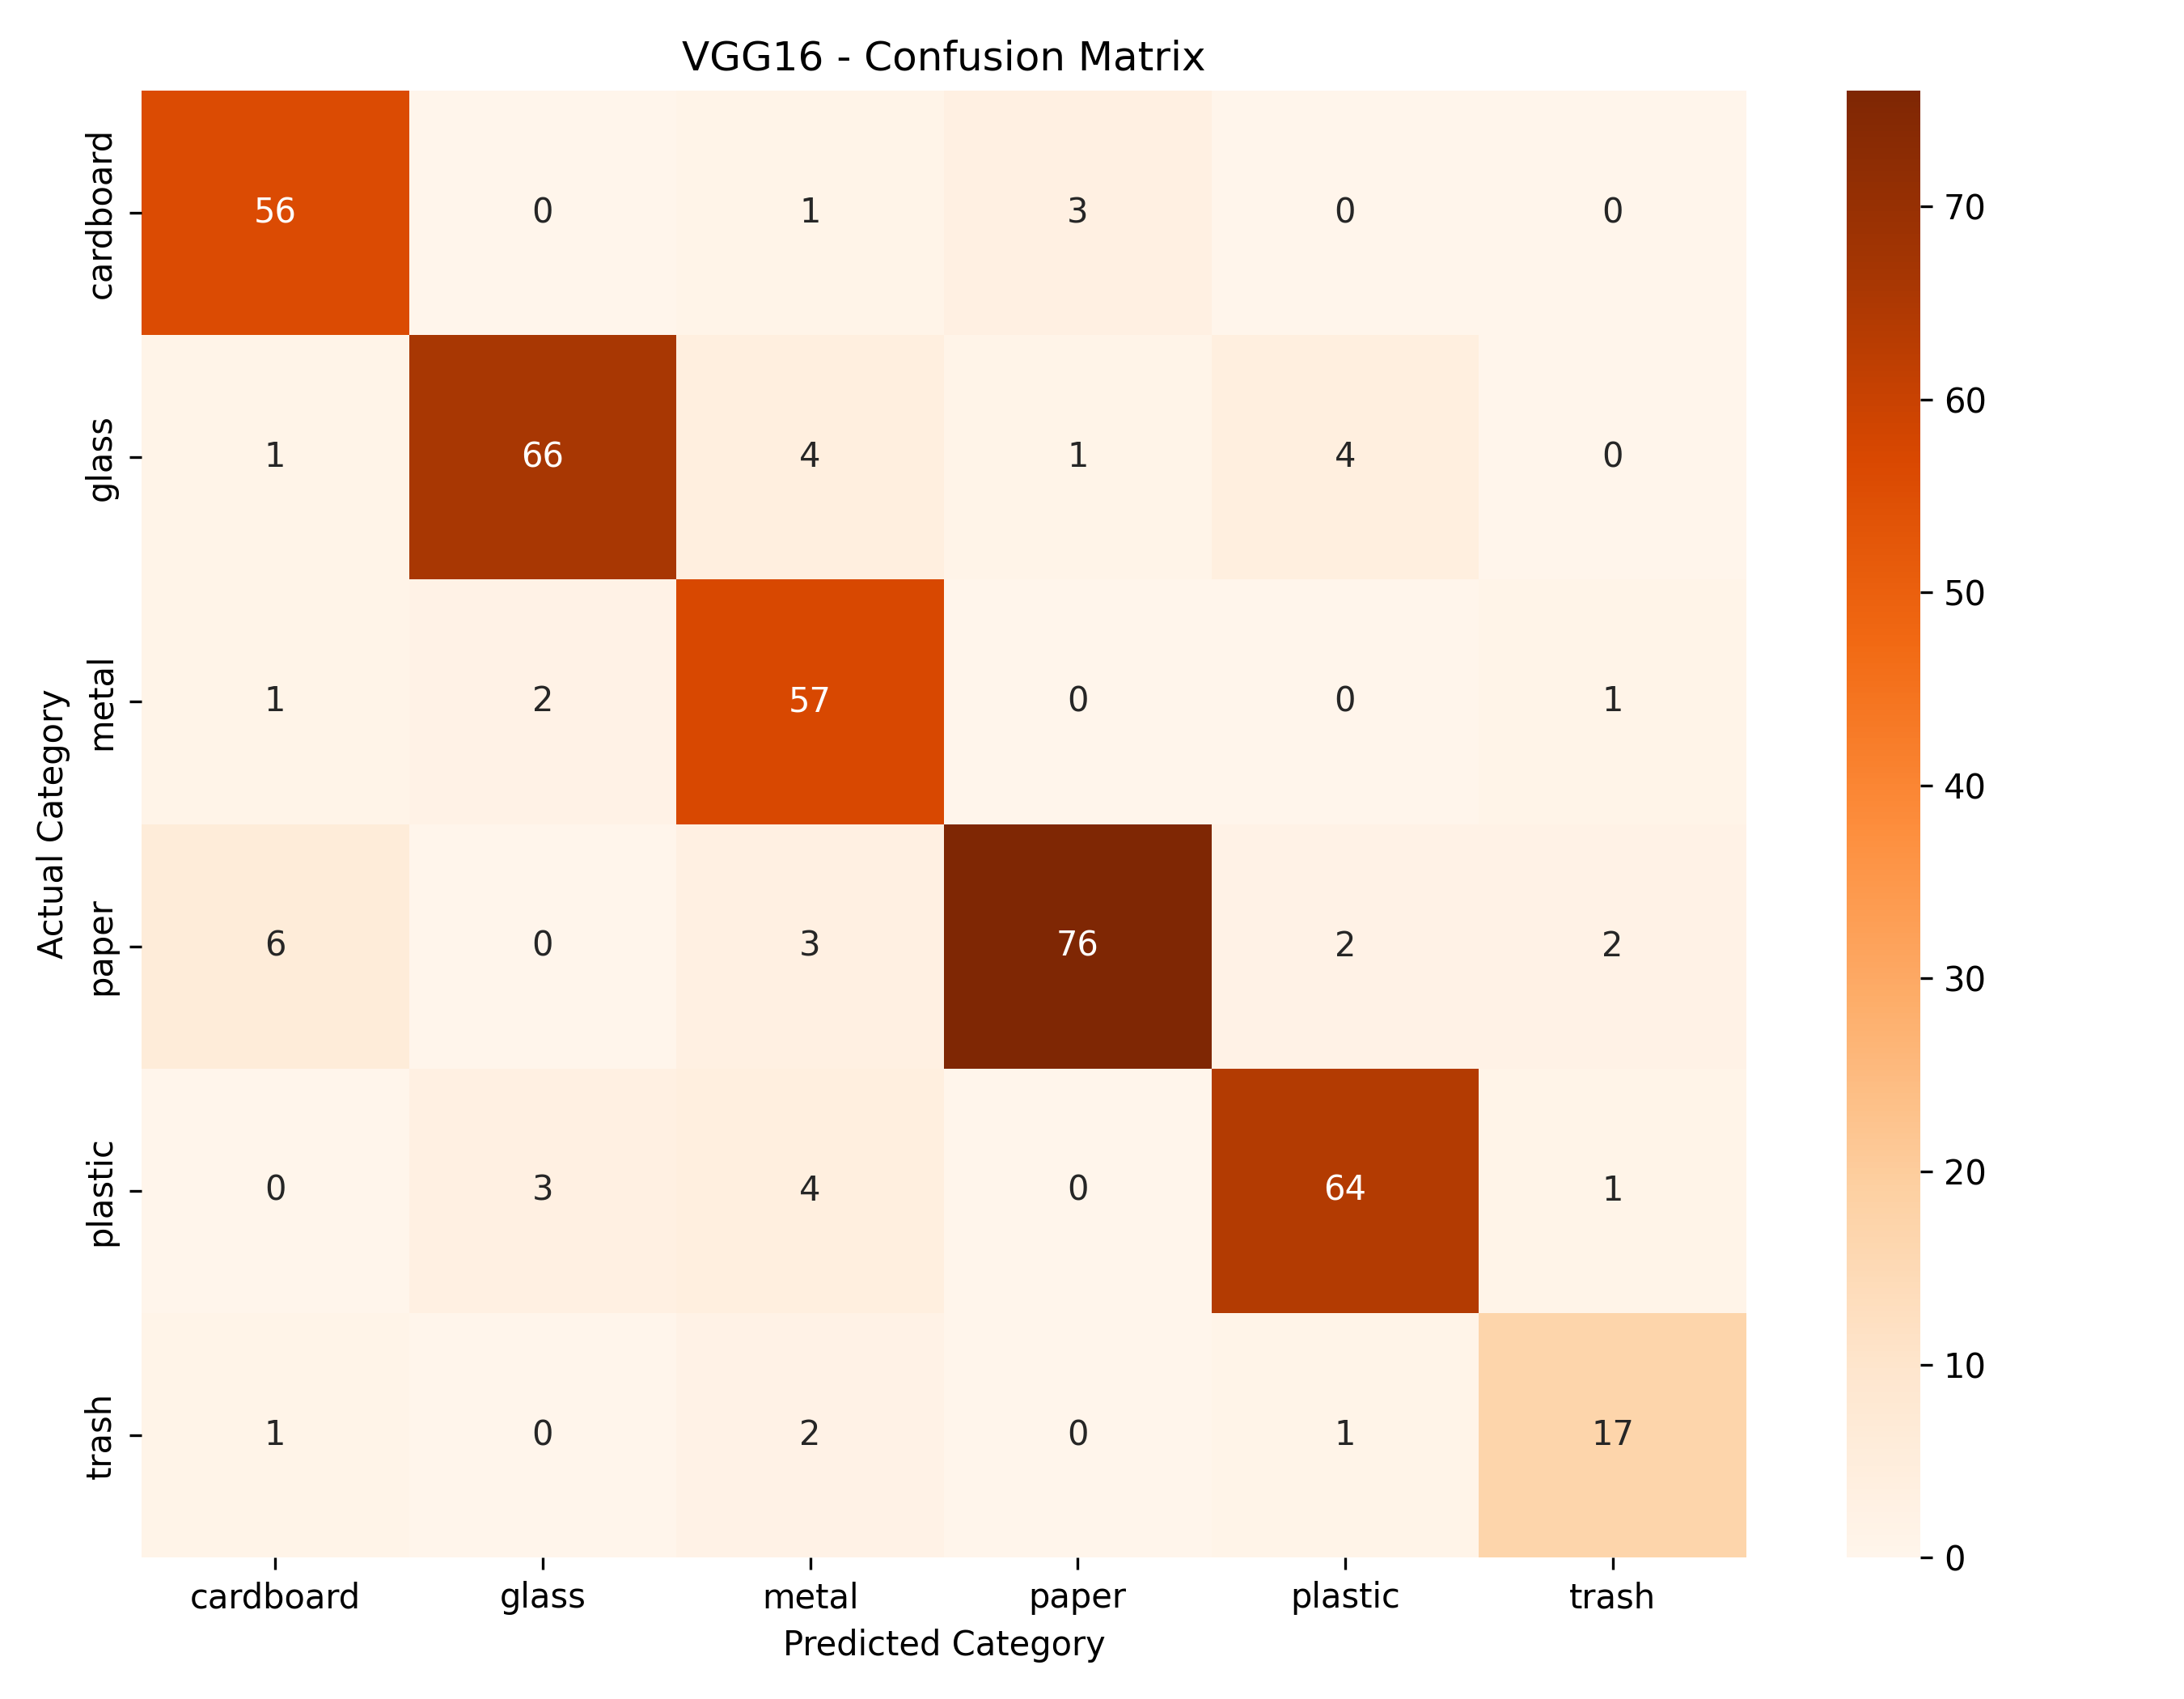 VGG16 - Confusion Matrix
Actual Category
cardboard 56 0 1 3 0 0
glass 1 66 4 1 4 0
metal 1 2 57 0 0 1
paper 6 0 3 76 2 2
plastic 0 3 4 0 64 1
trash 1 0 2 0 1 17
cardboard glass metal paper plastic trash
Predicted Category
70
60
50
40
30
20
10
0